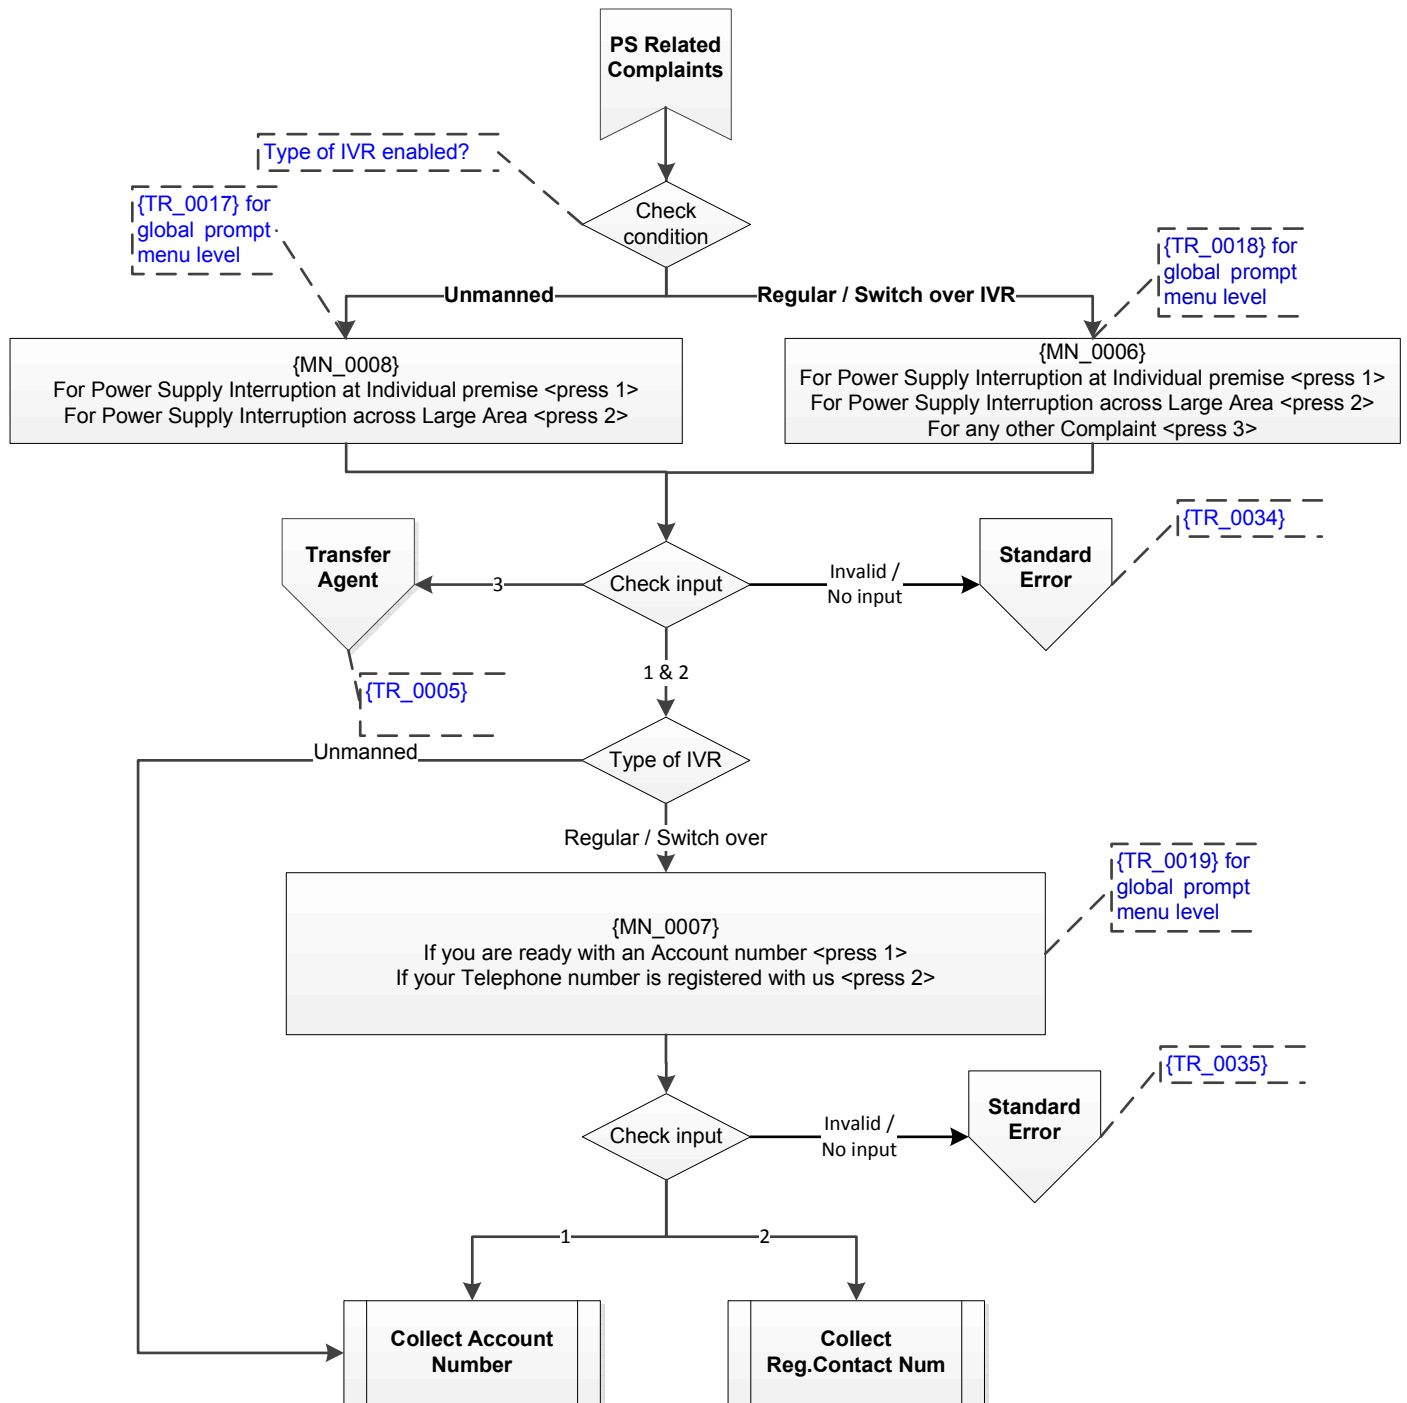 PS Related
Complaints
Type of IVR enabled?
{TR_0017} for
global prompt
menu level
Check
condition
{TR_0018} for
global prompt
menu level
Unmanned
Regular / Switch over IVR
{MN_0008}
For Power Supply Interruption at Individual premise <press 1>
For Power Supply Interruption across Large Area <press 2>
{MN_0006}
For Power Supply Interruption at Individual premise <press 1>
For Power Supply Interruption across Large Area <press 2>
For any other Complaint <press 3>
Transfer
Agent
3
Check input
Invalid /
No input
Standard
Error
{TR_0034}
{TR_0005}
1 & 2
Unmanned
Type of IVR
Regular / Switch over
{TR_0019} for
global prompt
menu level
{MN_0007}
If you are ready with an Account number <press 1>
If your Telephone number is registered with us <press 2>
Check input
Invalid /
No input
Standard
Error
{TR_0035}
1
2
Collect Account
Number
Collect
Reg.Contact Num